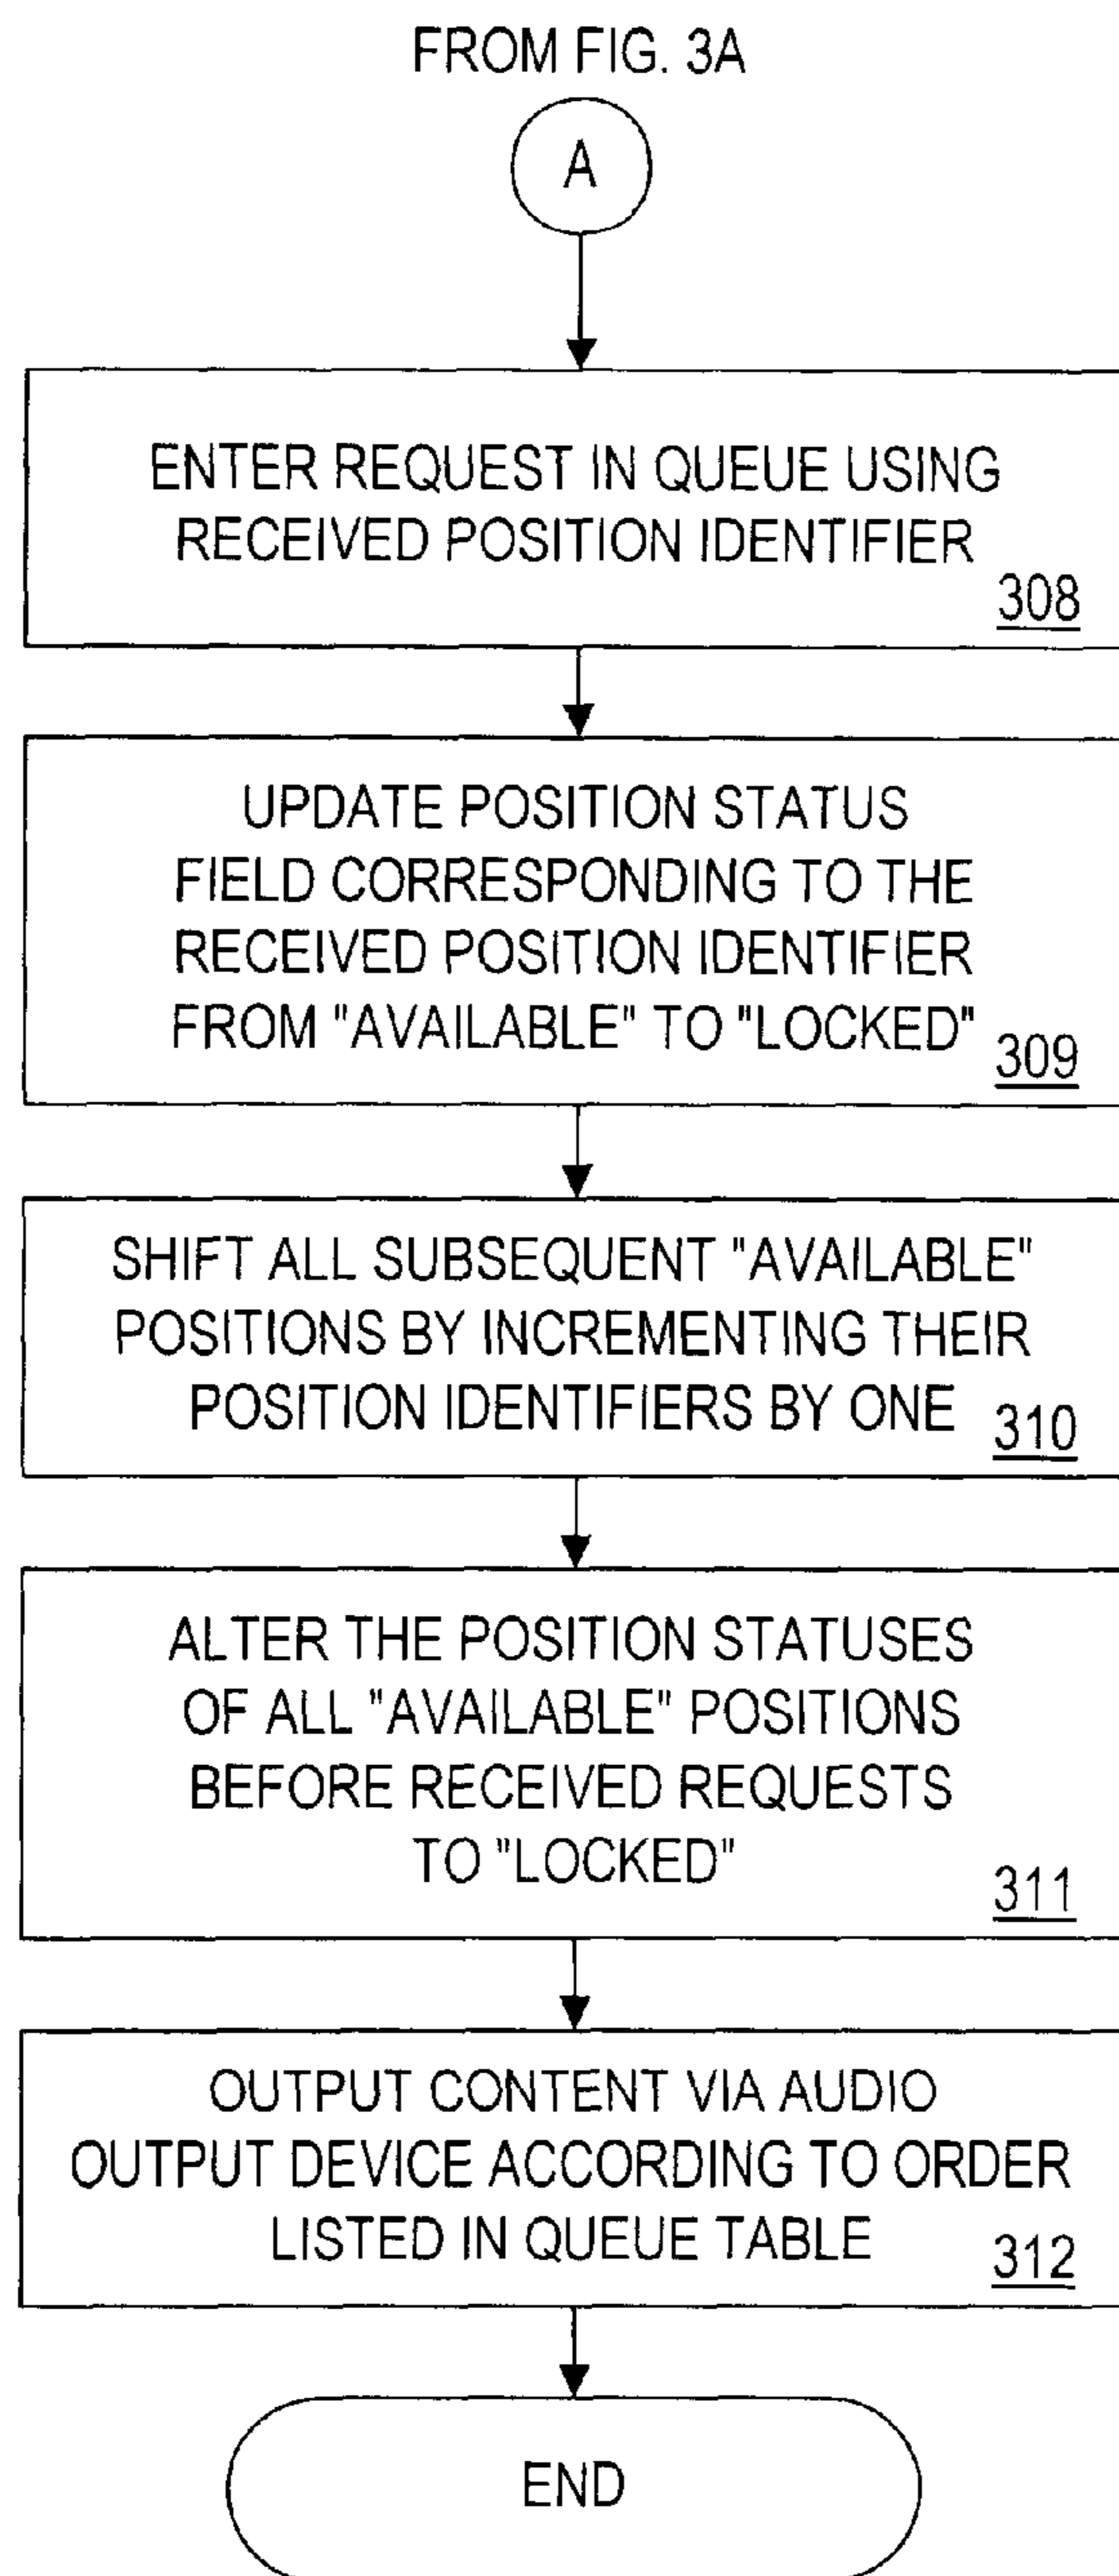 FROM FIG. 3A
A
ENTER REQUEST IN QUEUE USING
RECEIVED POSITION IDENTIFIER
308
UPDATE POSITION STATUS
FIELD CORRESPONDING TO THE
RECEIVED POSITION IDENTIFIER
FROM "AVAILABLE" TO "LOCKED"
309
SHIFT ALL SUBSEQUENT "AVAILABLE"
POSITIONS BY INCREMENTING THEIR
POSITION IDENTIFIERS BY ONE
310
ALTER THE POSITION STATUSES
OF ALL "AVAILABLE" POSITIONS
BEFORE RECEIVED REQUESTS
TO "LOCKED"
311
OUTPUT CONTENT VIA AUDIO
OUTPUT DEVICE ACCORDING TO ORDER
LISTED IN QUEUE TABLE
312
END